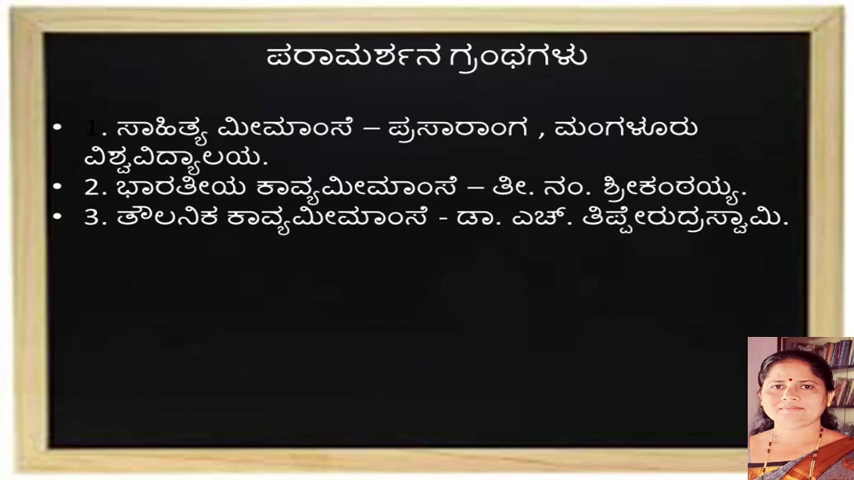 ಪರಾಮರ್ಶನ ಗ್ರಂಥಗಳು
• 1. ಸಾಹಿತ್ಯ ಮೀಮಾಂಸೆ – ಪ್ರಸಾರಾಂಗ , ಮಂಗಳೂರು
ವಿಶ್ವವಿದ್ಯಾಲಯ.
• 2. ಭಾರತೀಯ ಕಾವ್ಯಮೀಮಾಂಸೆ – ತೀ. ನಂ. ಶ್ರೀಕಂಠಯ್ಯ.
• 3. ತೌಲನಿಕ ಕಾವ್ಯಮೀಮಾಂಸೆ - ಡಾ. ಎಚ್. ತಿಪ್ಪೇರುದ್ರಸ್ವಾಮಿ.